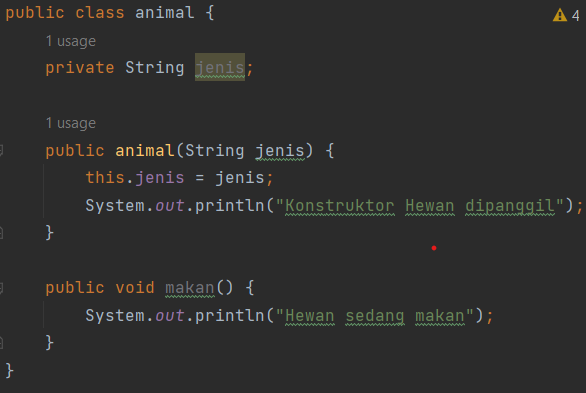 public class animal {
4
1 usage
private String jenis;
1 usage
public animal(String jenis) {
this.jenis = jenis;
System.out.println("Konstruktor Hewan dipanggil");
}
public void makan() {
System.out.println("Hewan sedang makan");
}
}